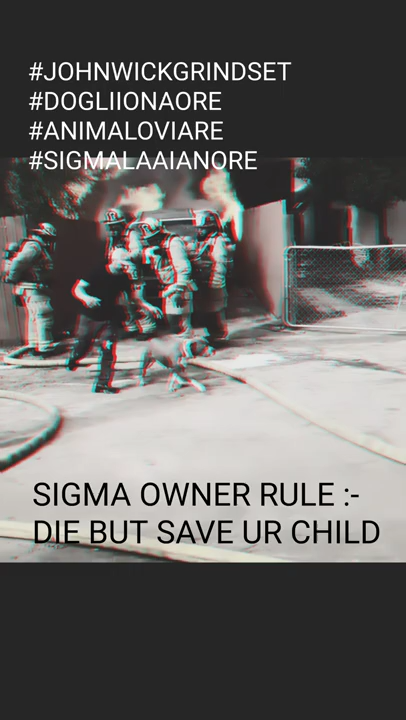 #JOHNWICKGRINDSET
#DOGLIIONAORE
#ANIMALOVIARE
#SIGMALAAIANORE
SIGMA OWNER RULE :-
DIE BUT SAVE UR CHILD